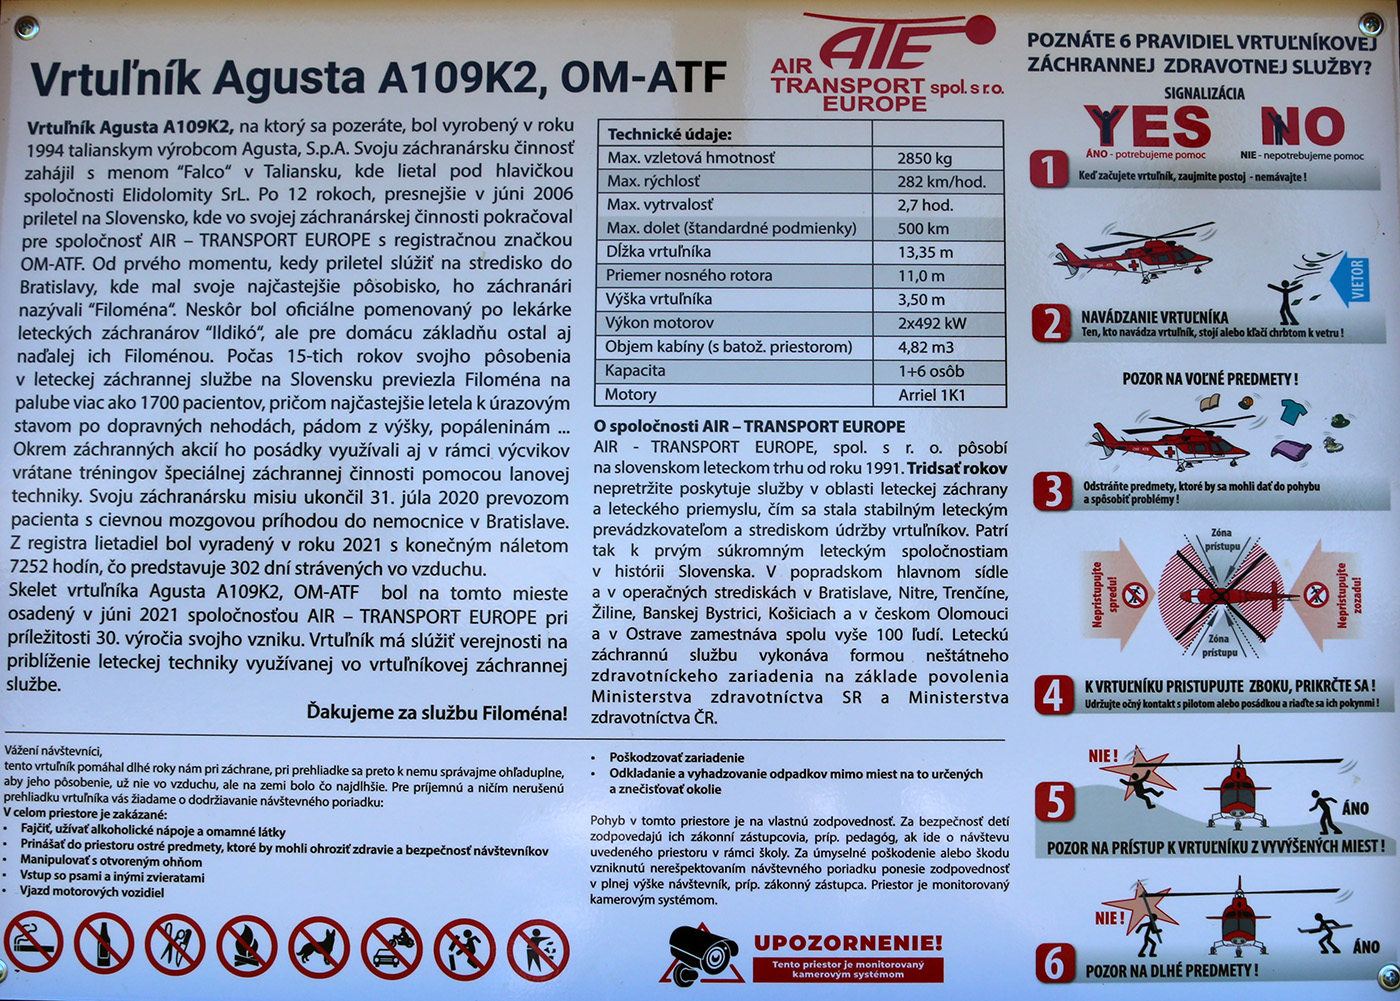 Vrtuľník Agusta A109K2, OM-ATF
ATE
AIR
TRANSPORT spol. s r.o.
EUROPE
Vrtuľník Agusta A109K2, na ktorý sa pozeráte, bol vyrobený v roku
1994 talianskym výrobcom Agusta, S.p.A. Svoju záchranársku činnosť
zahájil s menom “Falco” v Taliansku, kde lietal pod hlavičkou
spoločnosti Elidolomity SrL. Po 12 rokoch, presnejšie v júni 2006
priletel na Slovensko, kde vo svojej záchranárskej činnosti pokračoval
pre spoločnosť AIR – TRANSPORT EUROPE s registračnou značkou
OM-ATF. Od prvého momentu, kedy priletel slúžiť na stredisko do
Bratislavy, kde mal svoje najčastejšie pôsobisko, ho záchranári
nazývali “Filoména“. Neskôr bol oficiálne pomenovaný po lekárke
leteckých záchranárov “Ildikó“, ale pre domácu základňu ostal aj
naďalej ich Filoménou. Počas 15-tich rokov svojho pôsobenia
v leteckej záchrannej službe na Slovensku previezla Filoména na
palube viac ako 1700 pacientov, pričom najčastejšie letela k úrazovým
stavom po dopravných nehodách, pádom z výšky, popáleninám ...
Okrem záchranných akcií ho posádky využívali aj v rámci výcvikov
vrátane tréningov špeciálnej záchrannej činnosti pomocou lanovej
techniky. Svoju záchranársku misiu ukončil 31. júla 2020 prevozom
pacienta s cievnou mozgovou príhodou do nemocnice v Bratislave.
Z registra lietadiel bol vyradený v roku 2021 s konečným náletom
7252 hodín, čo predstavuje 302 dní strávených vo vzduchu.
Skelet vrtuľníka Agusta A109K2, OM-ATF bol na tomto mieste
osadený v júni 2021 spoločnosťou AIR – TRANSPORT EUROPE pri
príležitosti 30. výročia svojho vzniku. Vrtuľník má slúžiť verejnosti na
priblíženie leteckej techniky využívanej vo vrtuľníkovej záchrannej
službe.
Ďakujeme za službu Filoména!
Technické údaje:
Max. vzletová hmotnosť 2850 kg
Max. rýchlosť 282 km/hod.
Max. vytrvalosť 2,7 hod.
Max. dolet (štandardné podmienky) 500 km
Dĺžka vrtuľníka 13,35 m
Priemer nosného rotora 11,0 m
Výška vrtuľníka 3,50 m
Výkon motorov 2x492 kW
Objem kabíny (s batož. priestorom) 4,82 m3
Kapacita 1+6 osôb
Motory Arriel 1K1
O spoločnosti AIR – TRANSPORT EUROPE
AIR - TRANSPORT EUROPE, spol. s r. o. pôsobí
na slovenskom leteckom trhu od roku 1991. Tridsať rokov
nepretržite poskytuje služby v oblasti leteckej záchrany
a leteckého priemyslu, čím sa stala stabilným leteckým
prevádzkovateľom a strediskom údržby vrtuľníkov. Patrí
tak k prvým súkromným leteckým spoločnostiam
v histórii Slovenska. V popradskom hlavnom sídle
a v operačných strediskách v Bratislave, Nitre, Trenčíne,
Žiline, Banskej Bystrici, Košiciach a v českom Olomouci
a v Ostrave zamestnáva spolu vyše 100 ľudí. Leteckú
záchrannú službu vykonáva formou neštátneho
zdravotníckeho zariadenia na základe povolenia
Ministerstva zdravotníctva SR a Ministerstva
zdravotníctva ČR.
Vážení návštevníci,
tento vrtuľník pomáhal dlhé roky nám pri záchrane, pri prehliadke sa preto k nemu správajme ohľaduplne,
aby jeho pôsobenie, už nie vo vzduchu, ale na zemi bolo čo najdlhšie. Pre príjemnú a ničím nerušenú
prehliadku vrtuľníka vás žiadame o dodržiavanie návštevného poriadku:
V celom priestore je zakázané:
• Fajčiť, užívať alkoholické nápoje a omamné látky
• Prinášať do priestoru ostré predmety, ktoré by mohli ohroziť zdravie a bezpečnosť návštevníkov
• Manipulovať s otvoreným ohňom
• Vstup so psami a inými zvieratami
• Vjazd motorových vozidiel
• Poškodzovať zariadenie
• Odkladanie a vyhadzovanie odpadkov mimo miest na to určených
a znečisťovať okolie
Pohyb v tomto priestore je na vlastnú zodpovednosť. Za bezpečnosť detí
zodpovedajú ich zákonní zástupcovia, príp. pedagóg, ak ide o návštevu
uvedeného priestoru v rámci školy. Za úmyselné poškodenie alebo škodu
vzniknutú nerešpektovaním návštevného poriadku ponesie zodpovednosť
v plnej výške návštevník, príp. zákonný zástupca. Priestor je monitorovaný
kamerovým systémom.
UPOZORNENIE!
Tento priestor je monitorovaný
kamerovým systémom
POZNÁTE 6 PRAVIDIEL VRTUĽNÍKOVEJ
ZÁCHRANNEJ ZDRAVOTNEJ SLUŽBY?
SIGNALIZÁCIA
YES NO
ÁNO - potrebujeme pomoc NIE - nepotrebujeme pomoc
1 Keď začujete vrtuľník, zaujmite postoj - nemávajte !
VIETOR
2 NAVÁDZANIE VRTUĽNÍKA
Ten, kto navádza vrtuľník, stojí alebo kľačí chrbtom k vetru !
POZOR NA VOĽNÉ PREDMETY !
3 Odstráňte predmety, ktoré by sa mohli dať do pohybu
a spôsobiť problémy !
Zóna
prístupu
Nepristupujte
spredu!
Nepristupujte
zozadu!
Zóna
prístupu
4 K VRTUĽNÍKU PRISTUPUJTE ZBOKU, PRIKRČTE SA !
Udržujte očný kontakt s pilotom alebo posádkou a riaďte sa ich pokynmi !
NIE !
ÁNO
5
POZOR NA PRÍSTUP K VRTUĽNÍKU Z VYVÝŠENÝCH MIEST !
NIE !
ÁNO
6 POZOR NA DLHÉ PREDMETY !